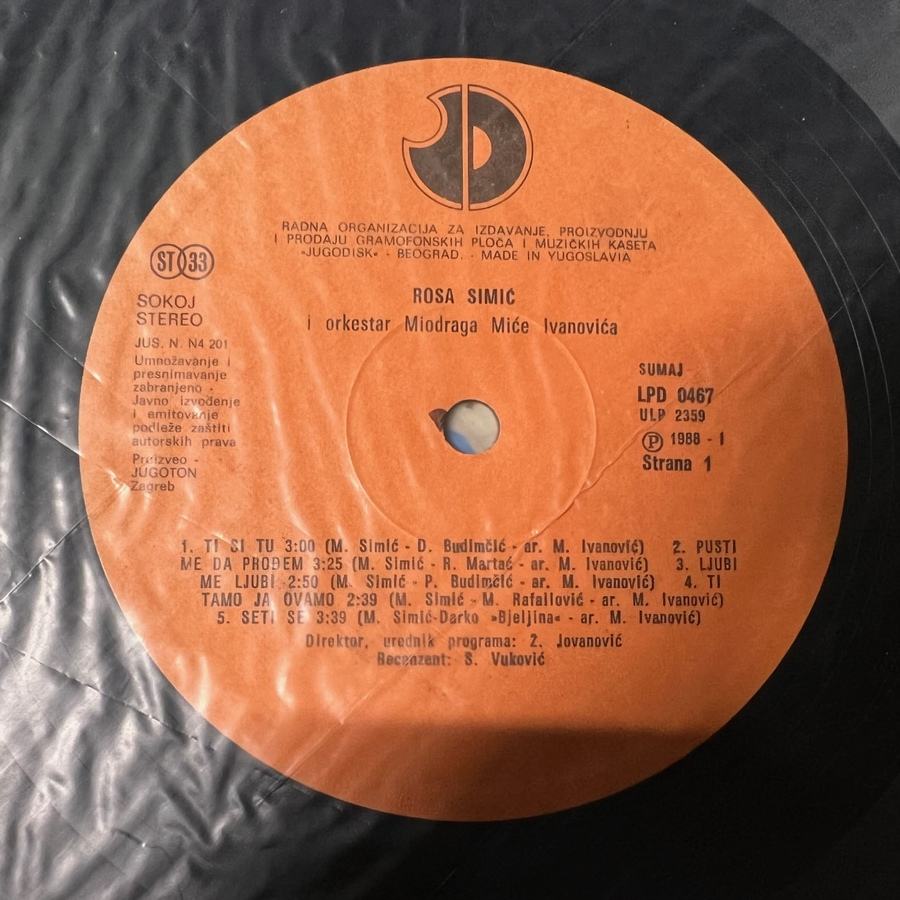 JD
RADNA ORGANIZACIJA ZA IZDAVANJE, PROIZVODNJU
I PRODAJU GRAMOFONSKIH PLOČA I MUZIČKIH KASETA
»JUGODISK« - BEOGRAD. - MADE IN YUGOSLAVIA
ST 33
SOKOJ
STEREO
JUS. N. N4 201
Umnožavanje i
presnimavanje
zabranjeno -
Javno izvođenje
i emitovanje
podleže zaštiti
autorskih prava
Proizveo -
JUGOTON
Zagreb
ROSA SIMIĆ
i orkestar Miodraga Miće Ivanovića
SUMAJ
LPD 0467
ULP 2359
Ⓟ 1988 - I
Strana 1
1. TI SI TU 3:00 (M. Simić - D. Budimčić - ar. M. Ivanović) 2. PUSTI
ME DA PROĐEM 3:25 (M. Simić - R. Martać - ar. M. Ivanović) 3. LJUBI
ME LJUBI 2:50 (M. Simić - P. Budimčić - ar. M. Ivanović) 4. TI
TAMO JA OVAMO 2:39 (M. Simić - M. Rafailović - ar. M. Ivanović)
5. SETI SE 3:39 (M. Simić-Darko »Bjeljina« - ar. M. Ivanović)
Direktor, urednik programa: Ž. Jovanović
Recenzent: S. Vuković